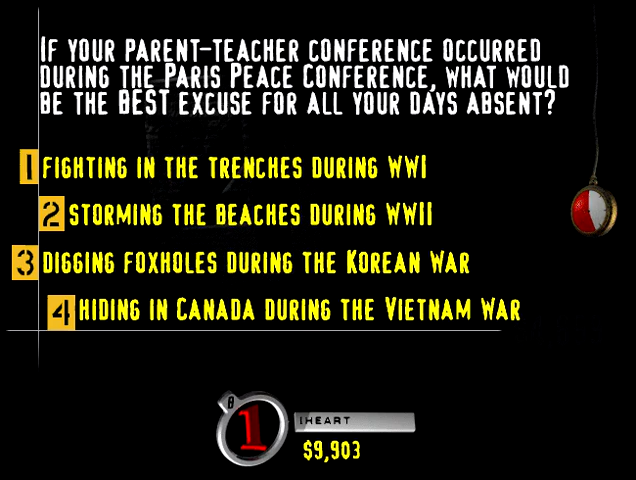 If your parent-teacher conference occurred
during the Paris Peace Conference, what would
be the BEST excuse for all your days absent?
1 fighting in the trenches during WWI
2 storming the beaches during WWII
3 digging foxholes during the Korean War
4 hiding in Canada during the Vietnam War
0
1 IHEART
$9,903